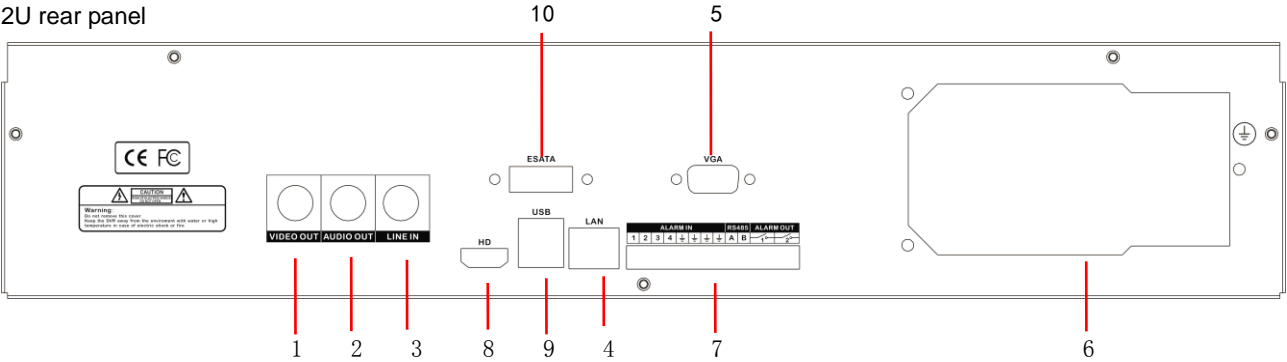 2U rear panel
10 5
ESATA VGA
CE FC
CAUTION
Warning:
Do not remove this cover
Keep the DVR away from the enviroment with water or high
temperature in case of electric shock or fire
VIDEO OUT AUDIO OUT LINE IN
HD
USB
LAN
ALARM IN RS485 ALARM OUT
1 2 3 4 A B 1 2
1 2 3 8 9 4 7 6